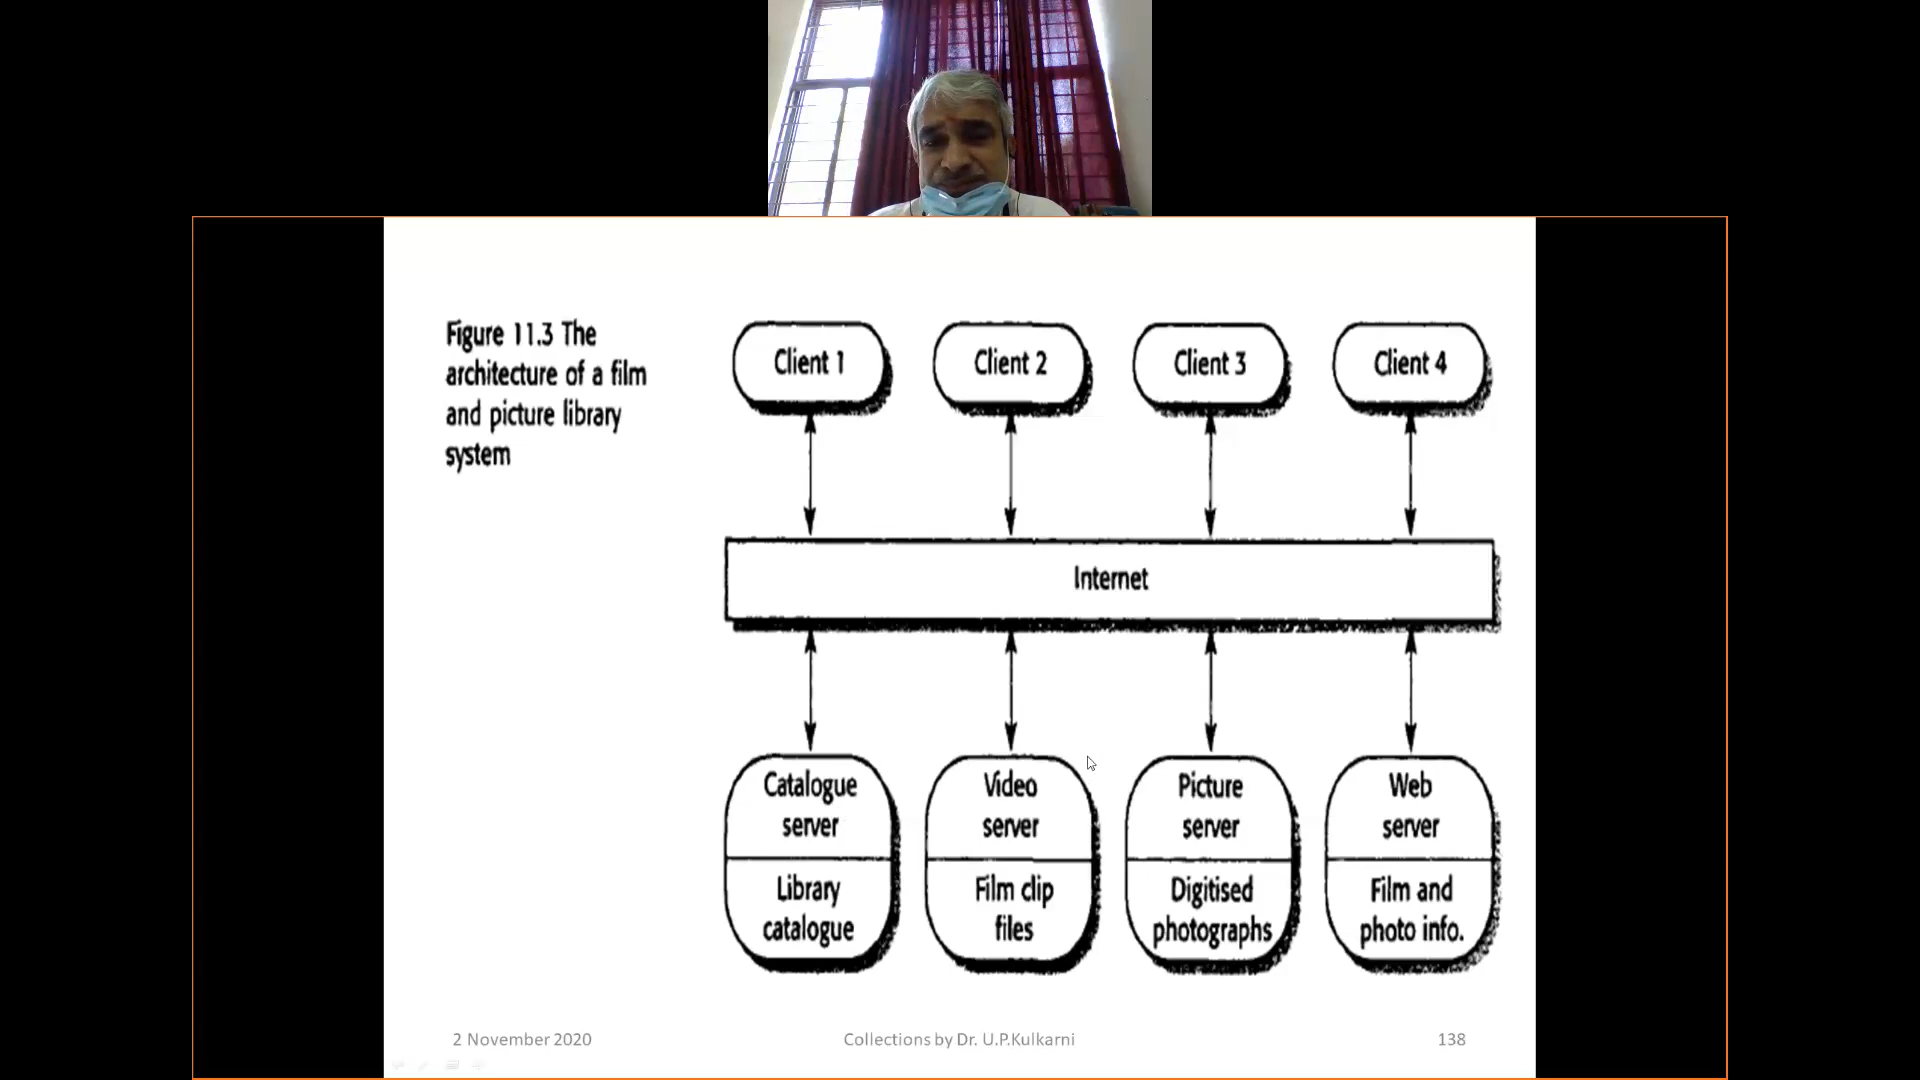 Figure 11.3 The
architecture of a film
and picture library
system
Client 1
Client 2
Client 3
Client 4
Internet
Catalogue
server
Library
catalogue
Video
server
Film clip
files
Picture
server
Digitised
photographs
Web
server
Film and
photo info.
2 November 2020
Collections by Dr. U.P.Kulkarni
138